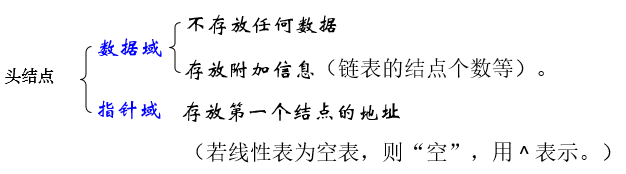 不存放任何数据
数据域
存放附加信息（链表的结点个数等）。
头结点
指针域 存放第一个结点的地址
（若线性表为空表，则“空”，用 ^ 表示。）